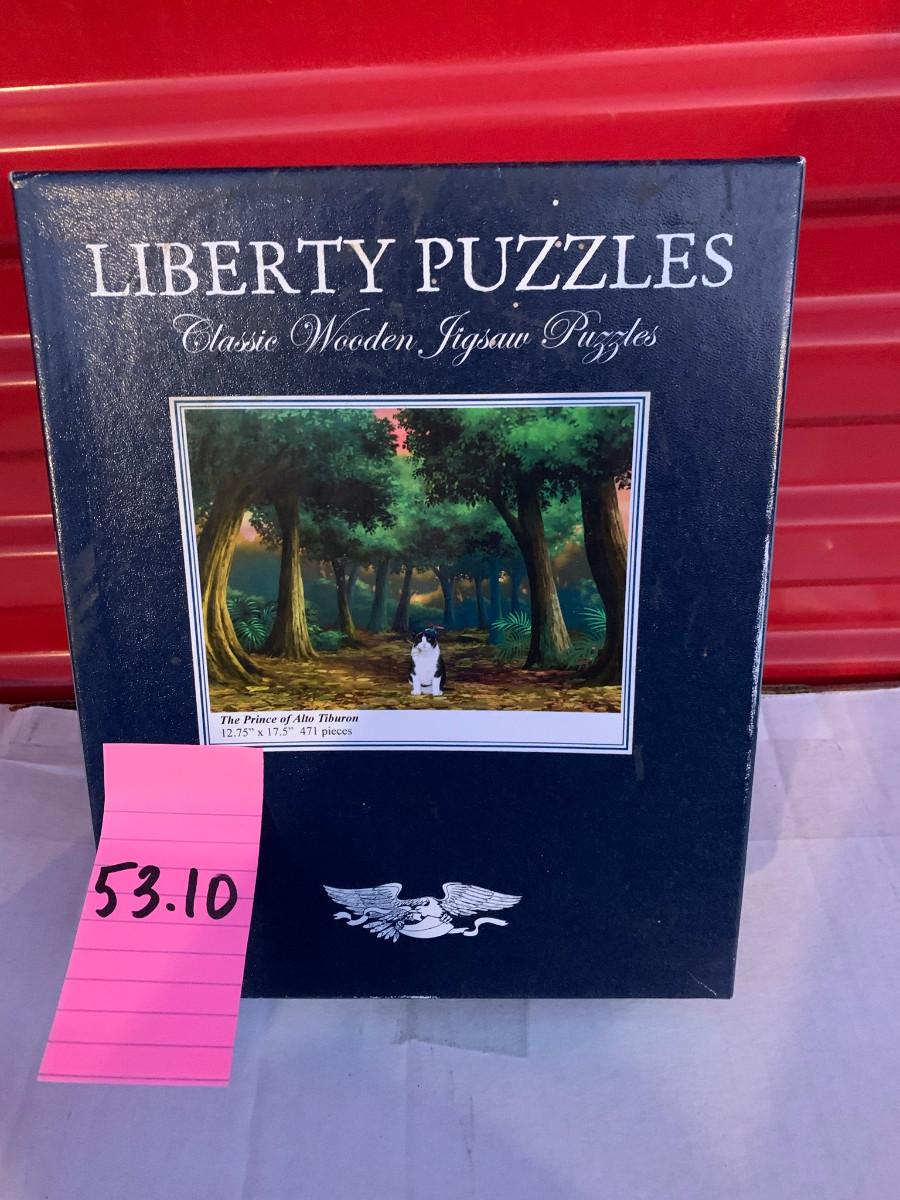 LIBERTY PUZZLES
Classic Wooden Jigsaw Puzzles
The Prince of Alto Tiburon
12.75" x 17.5" 471 pieces
53.10